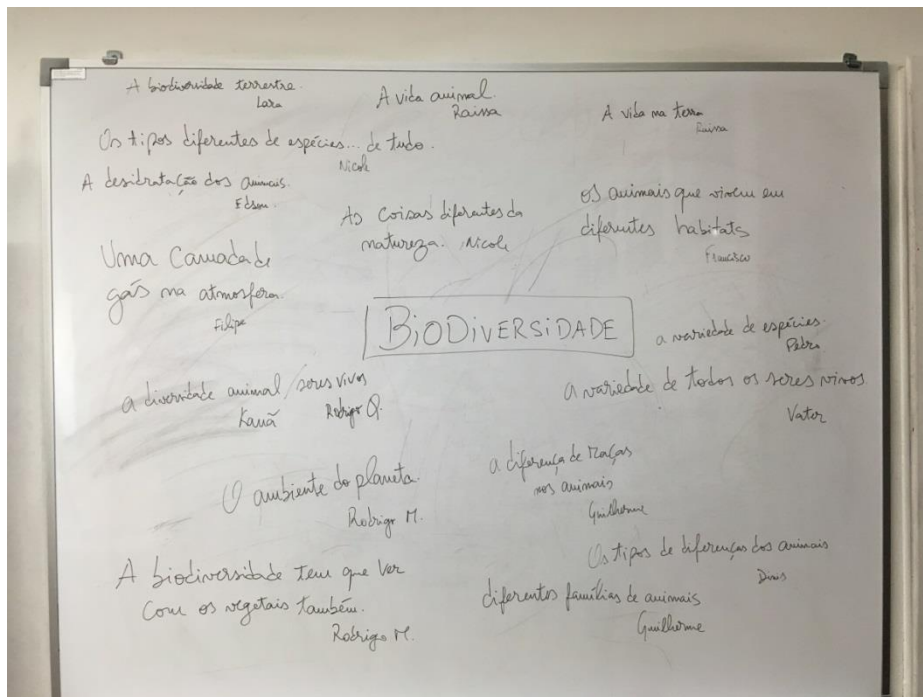 A biodiversidade terrestre.
Lara
A vida animal.
Raissa
A vida na terra
Raissa
Os tipos diferentes de espécies... de tudo.
Nicole
A desidratação dos animais.
Edson
As coisas diferentes da
natureza. Nicole
Os animais que vivem em
diferentes habitats
Francisco
Uma Camada de
gás na atmosfera.
Filipe
BIODIVERSIDADE
a variedade de espécies.
Pedro
a diversidade animal/seres vivos
Kauã Rodrigo Q.
a variedade de todos os seres vivos.
O ambiente do planeta.
Rodrigo M.
a diferença de raças
nos animais
Guilherme
Os tipos de diferenças dos animais
Dinis
A biodiversidade tem que ver
com os vegetais também.
Rodrigo M.
diferentes famílias de animais
Guilherme